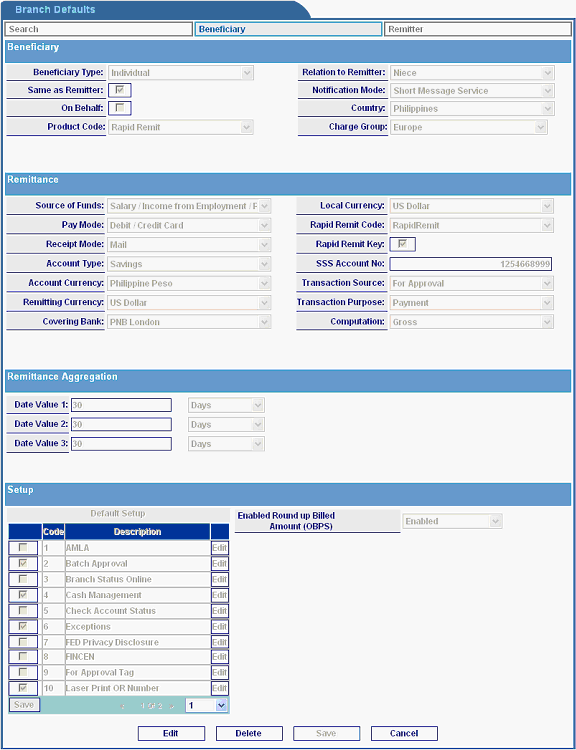 Branch Defaults
Search Beneficiary Remitter
Beneficiary
Beneficiary Type: Individual Relation to Remitter: Niece
Same as Remitter: Notification Mode: Short Message Service
On Behalf: Country: Philippines
Product Code: Rapid Remit Charge Group: Europe
Remittance
Source of Funds: Salary / Income from Employment / F Local Currency: US Dollar
Pay Mode: Debit / Credit Card Rapid Remit Code: RapidRemit
Receipt Mode: Mail Rapid Remit Key:
Account Type: Savings SSS Account No: 1254668999
Account Currency: Philippine Peso Transaction Source: For Approval
Remitting Currency: US Dollar Transaction Purpose: Payment
Covering Bank: PNB London Computation: Gross
Remittance Aggregation
Date Value 1: 30 Days
Date Value 2: 30 Days
Date Value 3: 30 Days
Setup
Default Setup Enabled Round up Billed Amount (OBPS) Enabled
Code Description
1 AMLA Edit
2 Batch Approval Edit
3 Branch Status Online Edit
4 Cash Management Edit
5 Check Account Status Edit
6 Exceptions Edit
7 FED Privacy Disclosure Edit
8 FINCEN Edit
9 For Approval Tag Edit
10 Laser Print OR Number Edit
Save « 1 of 2 » 1
Edit Delete Save Cancel